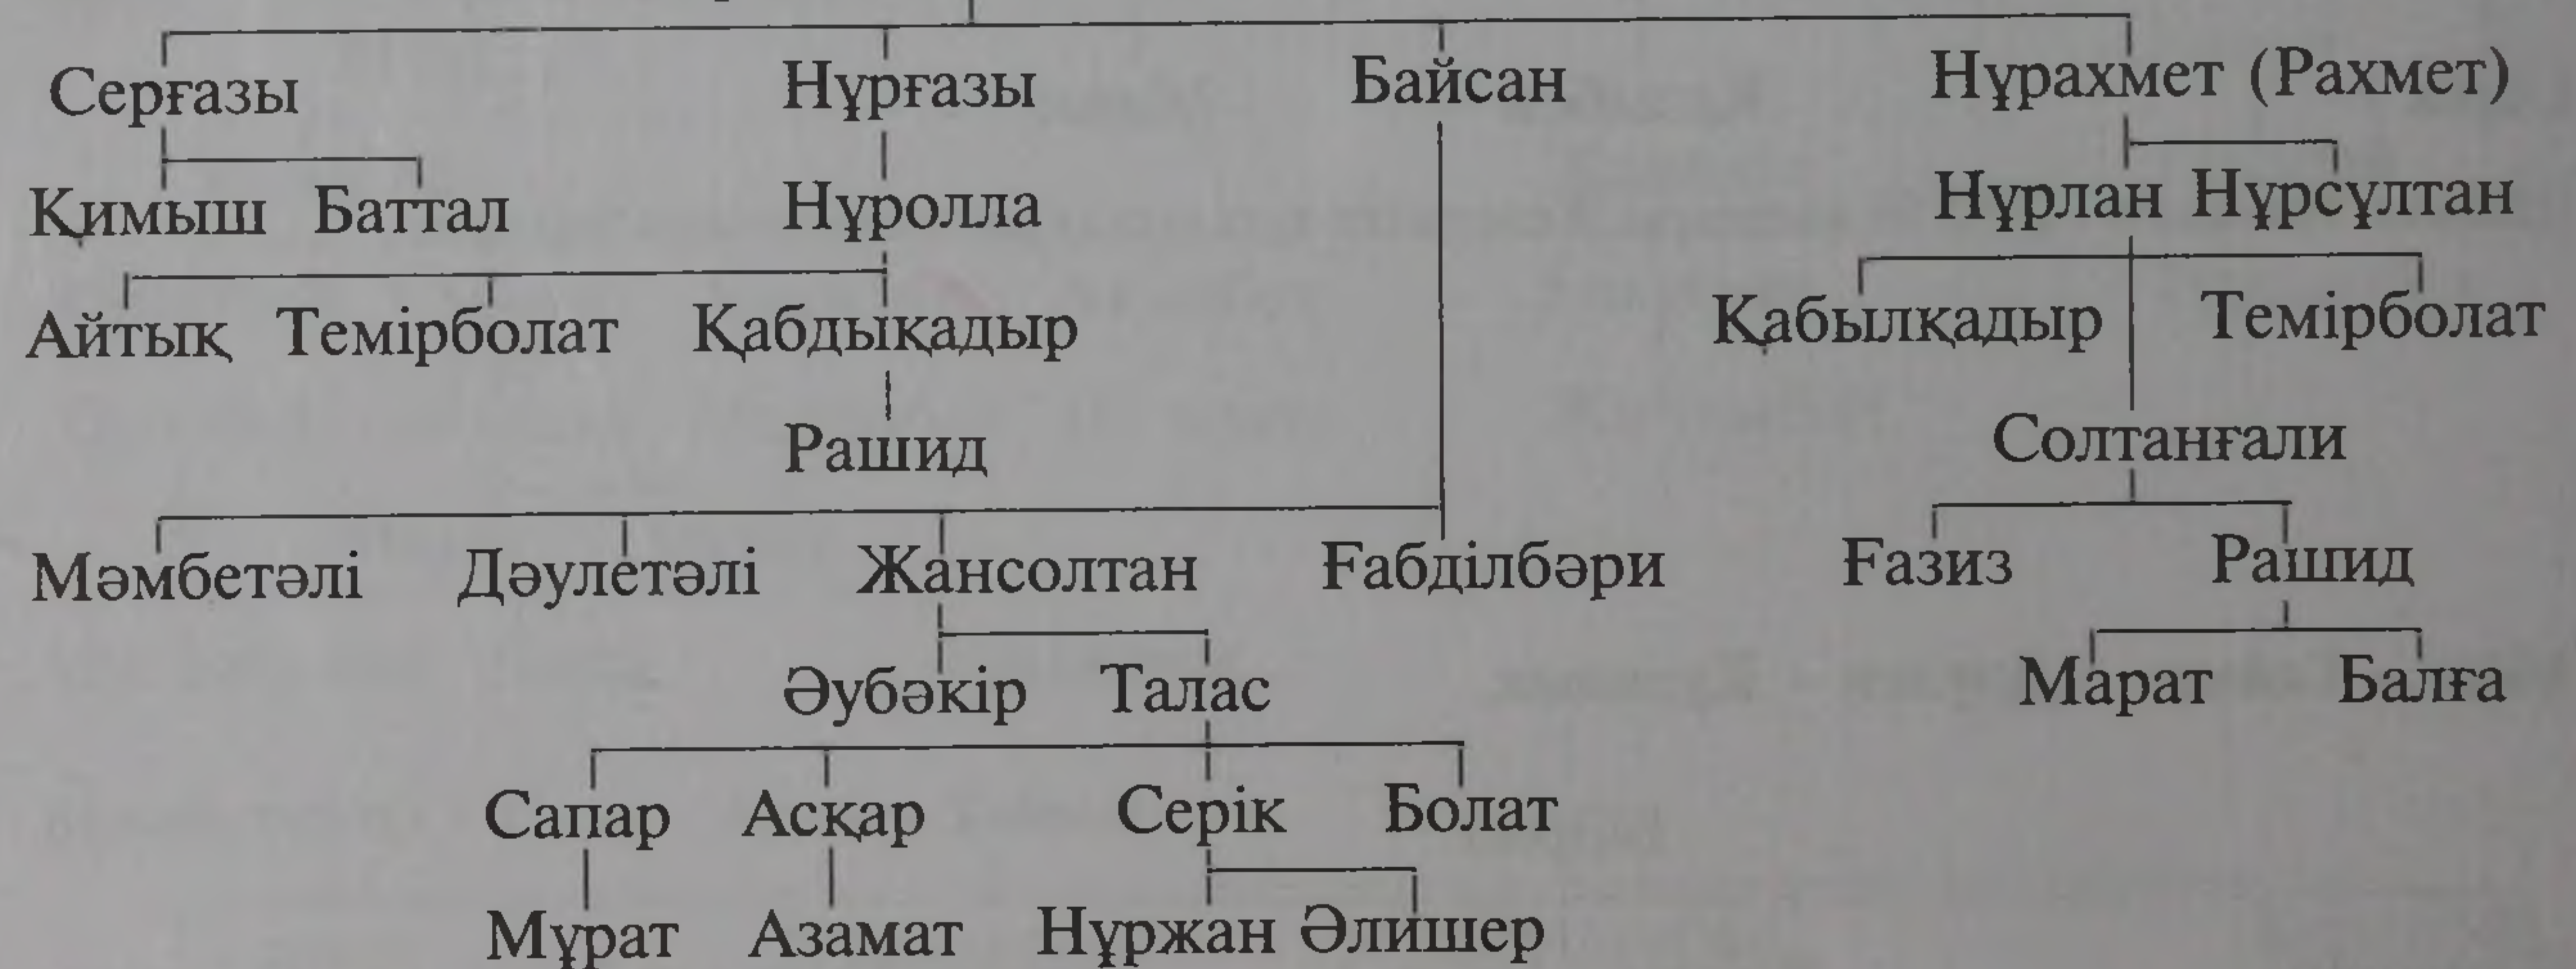 Серғазы Нұрғазы Байсан Нұрахмет (Рахмет)
Қимыш Баттал Нұролла Нұрлан Нұрсұлтан
Айтық Темірболат Қабдықадыр Қабылқадыр Темірболат
Рашид Солтанғали
Мәмбетәлі Дәулетәлі Жансолтан Ғабділбәри Ғазиз Рашид
Әубәкір Талас Марат Балға
Сапар Асқар Серік Болат
Мұрат Азамат Нұржан Әлишер